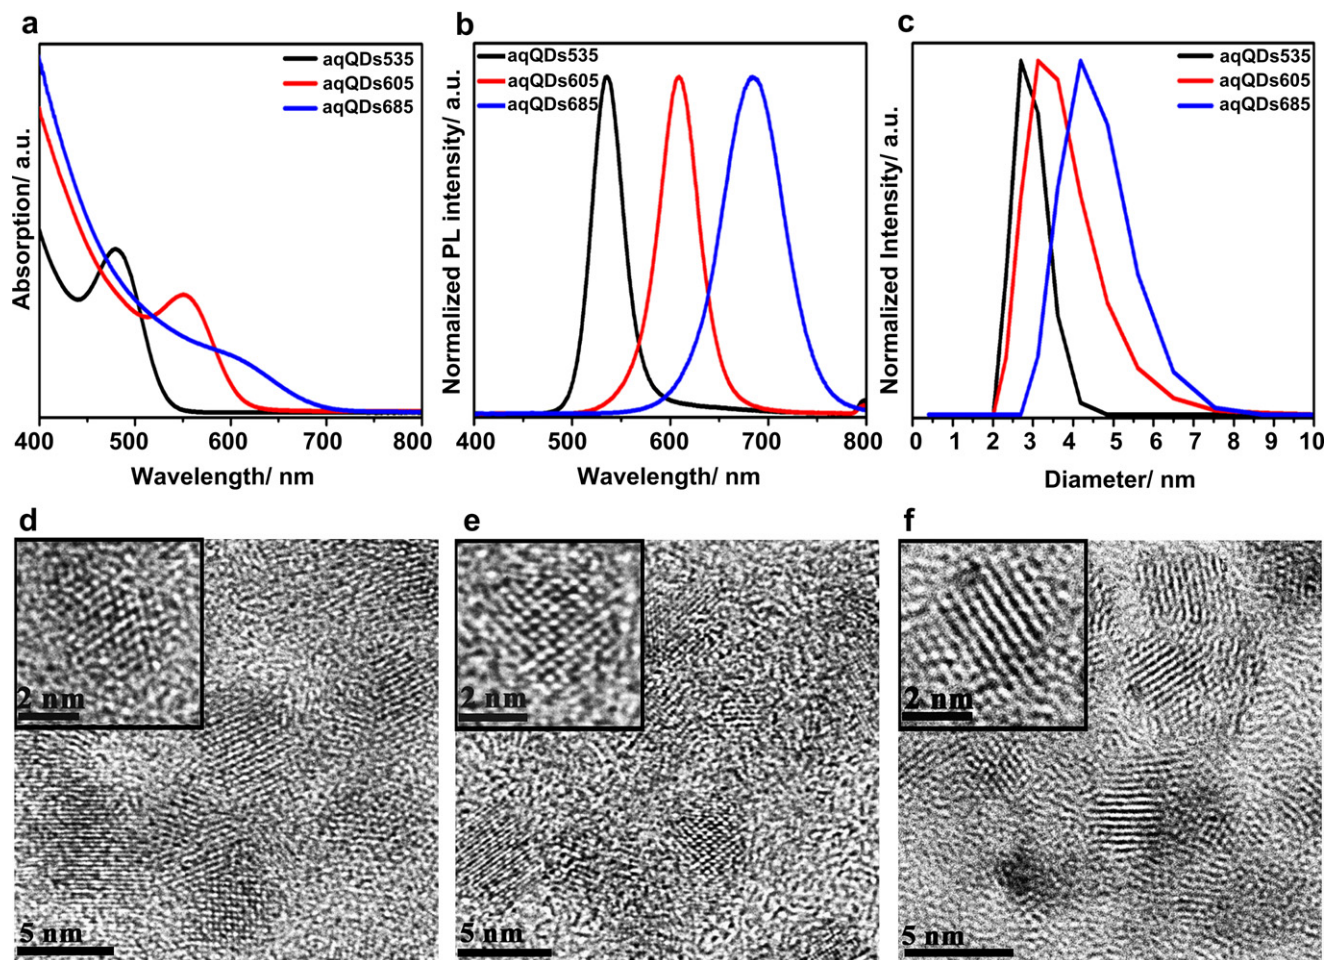 a
aqQDs535
aqQDs605
aqQDs685
Absorption/ a.u.
400 500 600 700 800
Wavelength/ nm
b
aqQDs535
aqQDs605
aqQDs685
Normalized PL intensity/ a.u.
400 500 600 700 800
Wavelength/ nm
c
aqQDs535
aqQDs605
aqQDs685
Normalized Intensity/ a.u.
0 1 2 3 4 5 6 7 8 9 10
Diameter/ nm
d
2 nm
5 nm
e
2 nm
5 nm
f
2 nm
5 nm